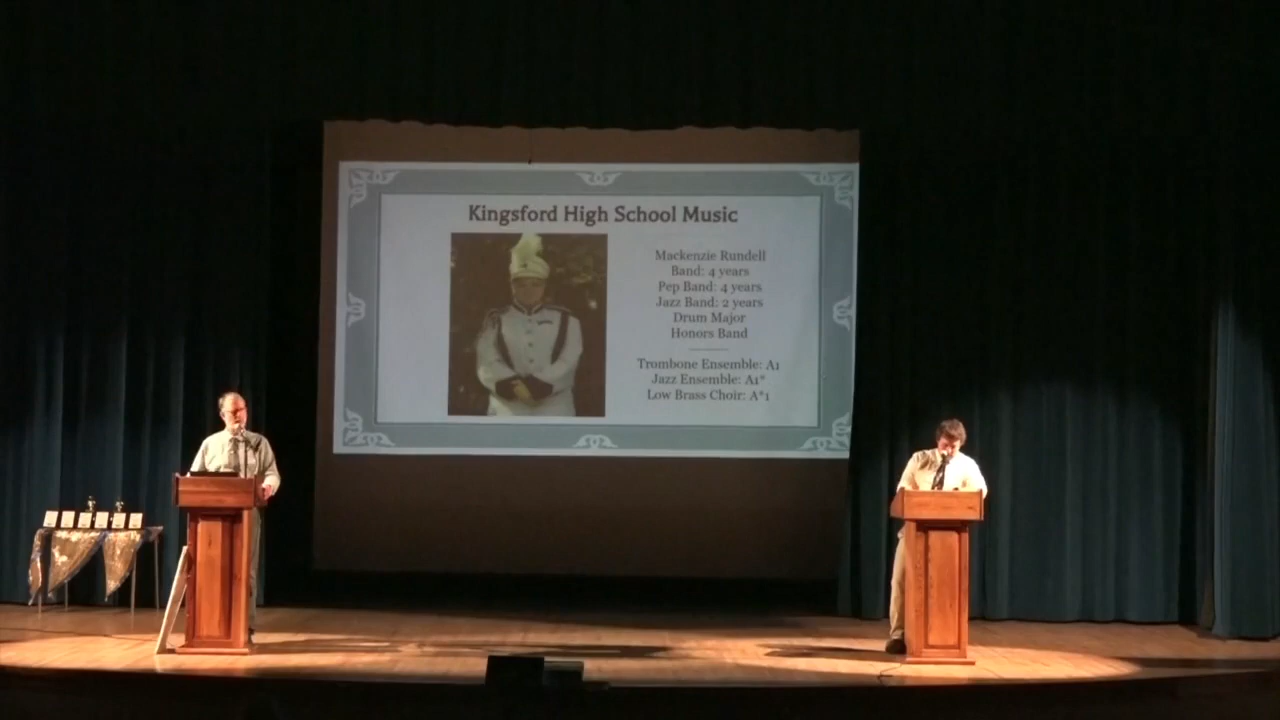 Kingsford High School Music
Mackenzie Rundell
Band: 4 years
Pep Band: 4 years
Jazz Band: 2 years
Drum Major
Honors Band
Trombone Ensemble: A1
Jazz Ensemble: A1*
Low Brass Choir: A*1